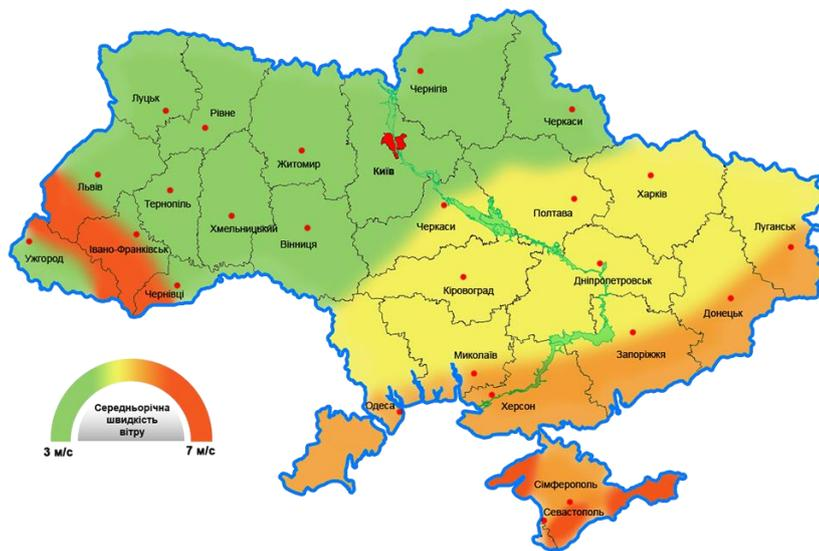 Чернігів
Луцьк
Рівне
Черкаси
Житомир
Київ
Львів
Тернопіль
Хмельницький
Вінниця
Черкаси
Полтава
Харків
Луганськ
Івано-Франківськ
Ужгород
Чернівці
Кіровоград
Дніпропетровськ
Донецьк
Запоріжжя
Миколаїв
Одеса
Херсон
Середньорічна
швидкість
вітру
3 м/с
7 м/с
Сімферополь
Севастополь